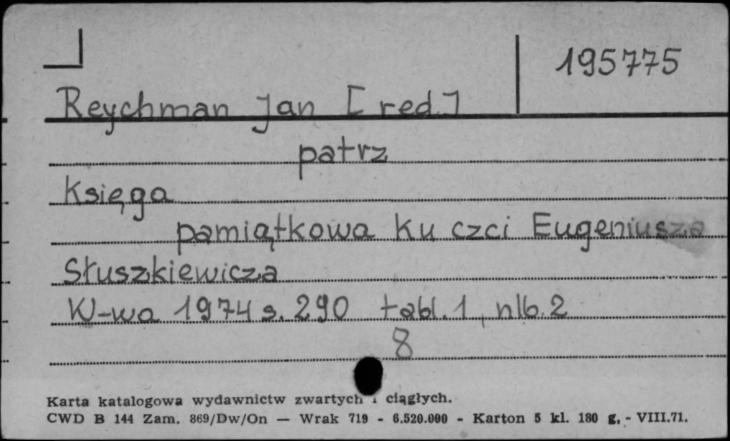 195775
Reychman Jan [red.]
patrz
Księga
pamiątkowa ku czci Eugeniusza
Słuszkiewicza
W-wa 1974 s. 290 tabl. 1, nlb. 2
8
Karta katalogowa wydawnictw zwartych i ciągłych.
CWD B 144 Zam. 869/Dw/On — Wrak 719 - 6.520.000 - Karton 5 kl. 180 g. - VIII.71.